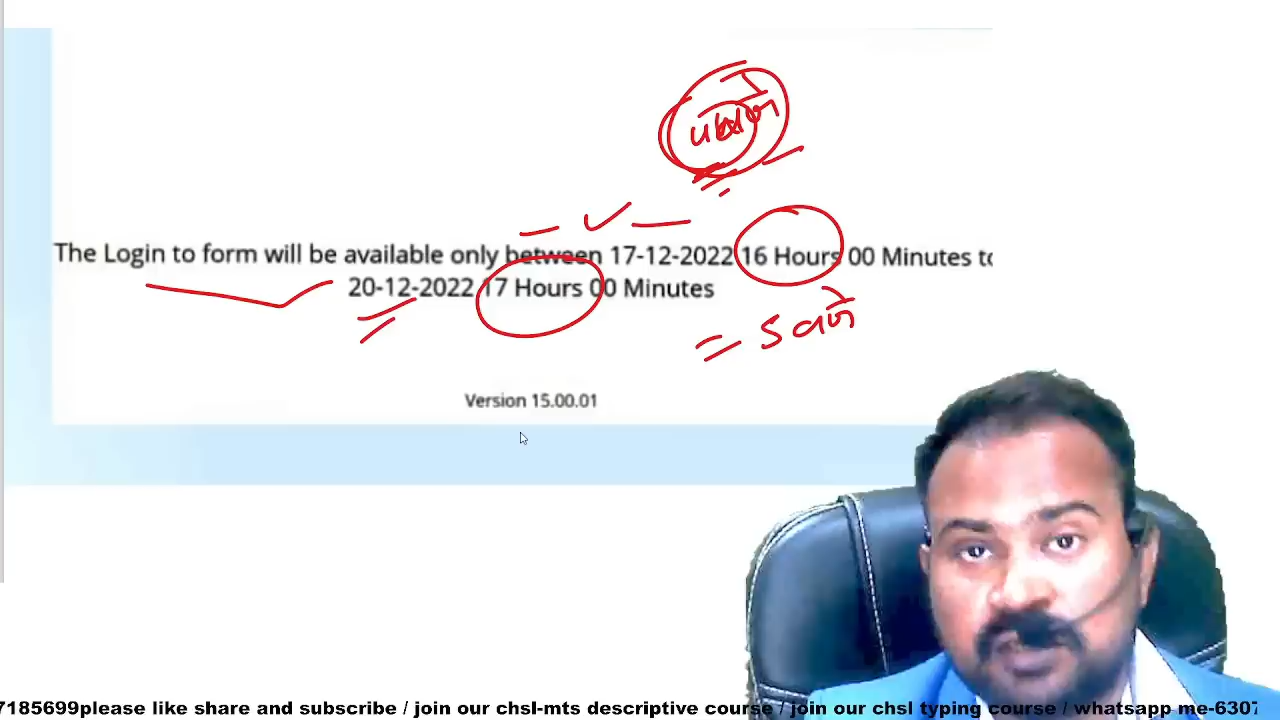 The Login to form will be available only between 17-12-2022 16 Hours 00 Minutes to
20-12-2022 17 Hours 00 Minutes
Version 15.00.01
7185699please like share and subscribe / join our chsl-mts descriptive course / join our chsl typing course / whatsapp me-6307